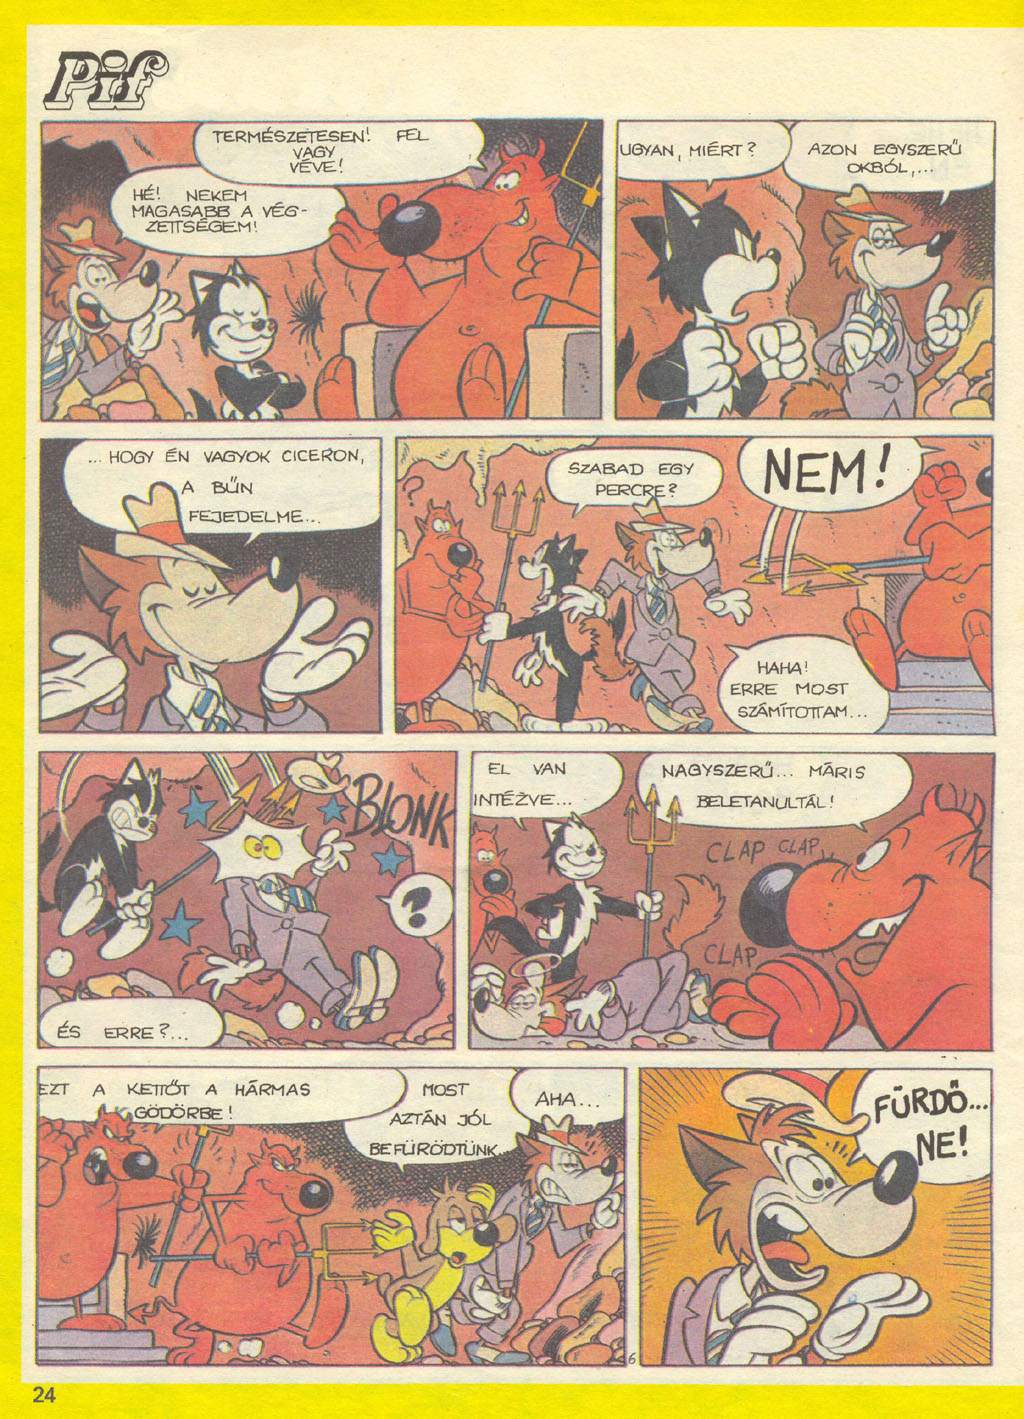 Pif
TERMÉSZETESEN! FEL
VAGY
VÉVE!
HÉ! NEKEM
MAGASABB A VÉG-
ZETTSÉGEM!
UGYAN, MIÉRT?
AZON EGYSZERŰ
OKBÓL,...
... HOGY ÉN VAGYOK CICERON,
A BŰN
FEJEDELME...
?
SZABAD EGY
PERCRE?
NEM!
HAHA!
ERRE MOST
SZÁMÍTOTTAM...
BLONK
?
ÉS ERRE?...
EL VAN
INTÉZVE...
NAGYSZERŰ... MÁRIS
BELETANULTÁL!
CLAP CLAP
CLAP
EZT A KETTŐT A HÁRMAS
GÖDÖRBE!
MOST
AZTÁN JÓL
BEFÜRÖDTÜNK...
AHA...
6
FÜRDŐ...
NE!
24